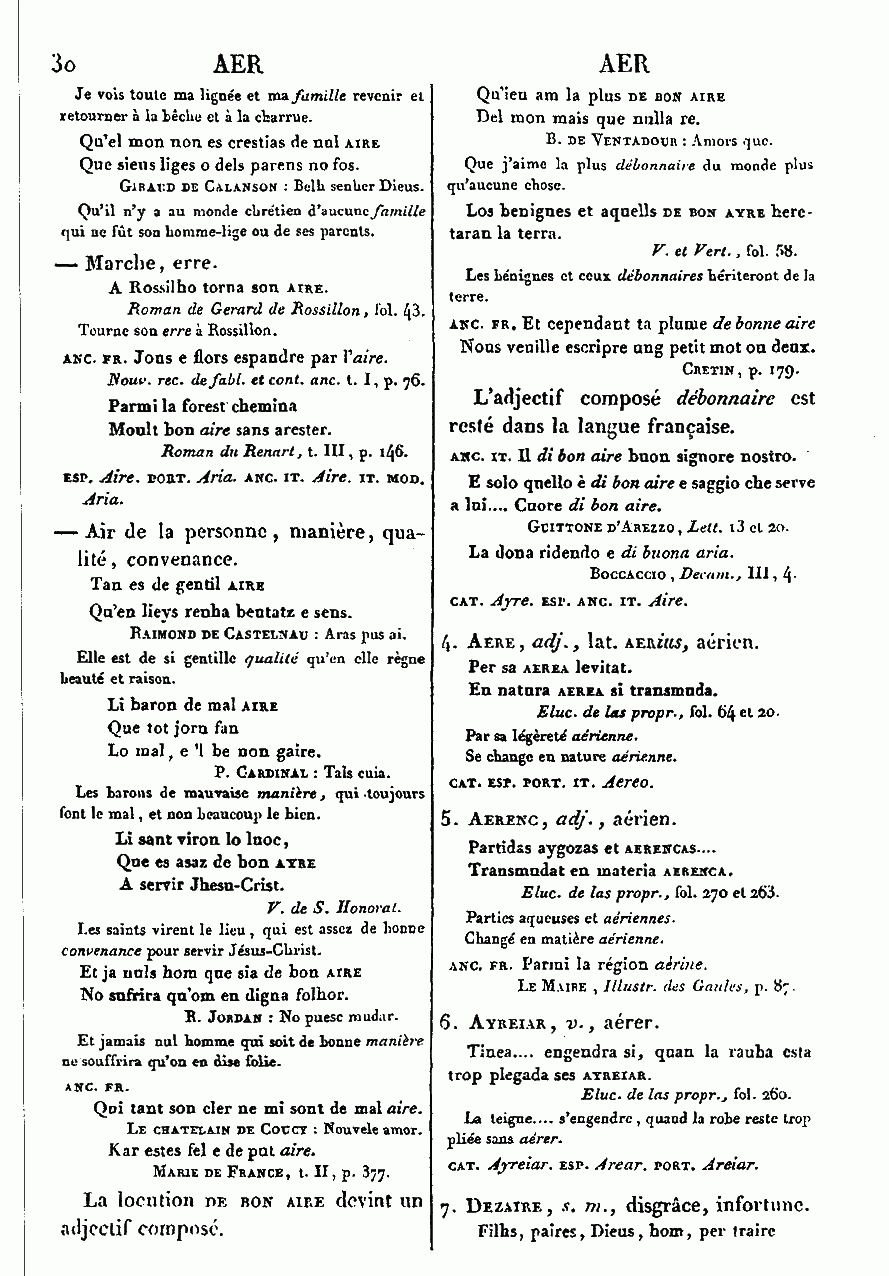 30 AER AER
Je vois toute ma lignée et ma famille revenir et
retourner à la bêche et à la charrue.
Qu'el mon non es crestias de nul AIRE
Que siens liges o dels parens no fos.
GIRAUD DE CALANSON : Belh senher Dieus.
Qu'il n'y a au monde chrétien d'aucune famille
qui ne fût son homme-lige ou de ses parents.
— Marche, erre.
A Rossilho torna son AIRE.
Roman de Gerard de Rossillon, fol. 43.
Tourne son erre à Rossillon.
ANC. FR. Jons e flors espandre par l'aire.
Nouv. rec. de fabl. et cont. anc. t. I, p. 76.
Parmi la forest chemina
Moult bon aire sans arester.
Roman du Renart, t. III, p. 146.
ESP. Aire. PORT. Aria. ANC. IT. Aire. IT. MOD.
Aria.
— Air de la personne, manière, qua-
lité, convenance.
Tan es de gentil AIRE
Qu'en lieys renha beutatz e sens.
RAIMOND DE CASTELNAU : Aras pus ai.
Elle est de si gentille qualité qu'en elle règne
beauté et raison.
Li baron de mal AIRE
Que tot jorn fan
Lo mal, e 'l be non gaire.
P. CARDINAL : Tals cuia.
Les barons de mauvaise manière, qui toujours
font le mal, et non beaucoup le bien.
Li sant viron lo luoc,
Que es asaz de bon AYRE
A servir Jhesu-Crist.
V. de S. Honorat.
Les saints virent le lieu, qui est assez de bonne
convenance pour servir Jésus-Christ.
Et ja nuls hom que sia de bon AIRE
No sufrira qu'om en digna folhor.
R. JORDAN : No puesc mudar.
Et jamais nul homme qui soit de bonne manière
ne souffrira qu'on en dise folie.
ANC. FR.
Qui tant son cler ne mi sont de mal aire.
LE CHATELAIN DE COUCY : Nouvele amor.
Kar estes fel e de put aire.
MARIE DE FRANCE, t. II, p. 377.
La locution DE BON AIRE devint un
adjectif composé.
Qu'ieu am la plus DE BON AIRE
Del mon mais que nulla re.
B. DE VENTADOUR : Amors que.
Que j'aime la plus débonnaire du monde plus
qu'aucune chose.
Los benignes et aquells DE BON AYRE here-
taran la terra.
V. et Vert., fol. 58.
Les bénignes et ceux débonnaires hériteront de la
terre.
ANC. FR. Et cependant ta plume de bonne aire
Nous veuille escripre ung petit mot ou deux.
CRETIN, p. 179.
L'adjectif composé débonnaire est
resté dans la langue française.
ANC. IT. Il di bon aire buon signore nostro.
E solo quello è di bon aire e saggio che serve
a lui.... Cuore di bon aire.
GUITTONE D'AREZZO, Lett. 13 et 20.
La dona ridendo e di buona aria.
BOCCACCIO, Decam., III, 4.
CAT. Ayre. ESP. ANC. IT. Aire.
4. AERE, adj., lat. AERius, aérien.
Per sa AEREA levitat.
En natura AEREA si transmuda.
Eluc. de las propr., fol. 64 et 20.
Par sa légèreté aérienne.
Se change en nature aérienne.
CAT. ESP. PORT. IT. Aereo.
5. AERENC, adj., aérien.
Partidas aygozas et AERENCAS....
Transmudat en materia AERENCA.
Eluc. de las propr., fol. 270 et 263.
Parties aqueuses et aériennes.
Changé en matière aérienne.
ANC. FR. Parmi la région aérine.
LE MAIRE, Illustr. des Gaules, p. 87.
6. AYREIAR, v., aérer.
Tinea.... engendra si, quan la rauba esta
trop plegada ses AYREIAR.
Eluc. de las propr., fol. 260.
La teigne.... s'engendre, quand la robe reste trop
pliée sans aérer.
CAT. Ayreiar. ESP. Arear. PORT. Areiar.
7. DEZAIRE, s. m., disgrâce, infortune.
Filhs, paires, Dieus, hom, per traire